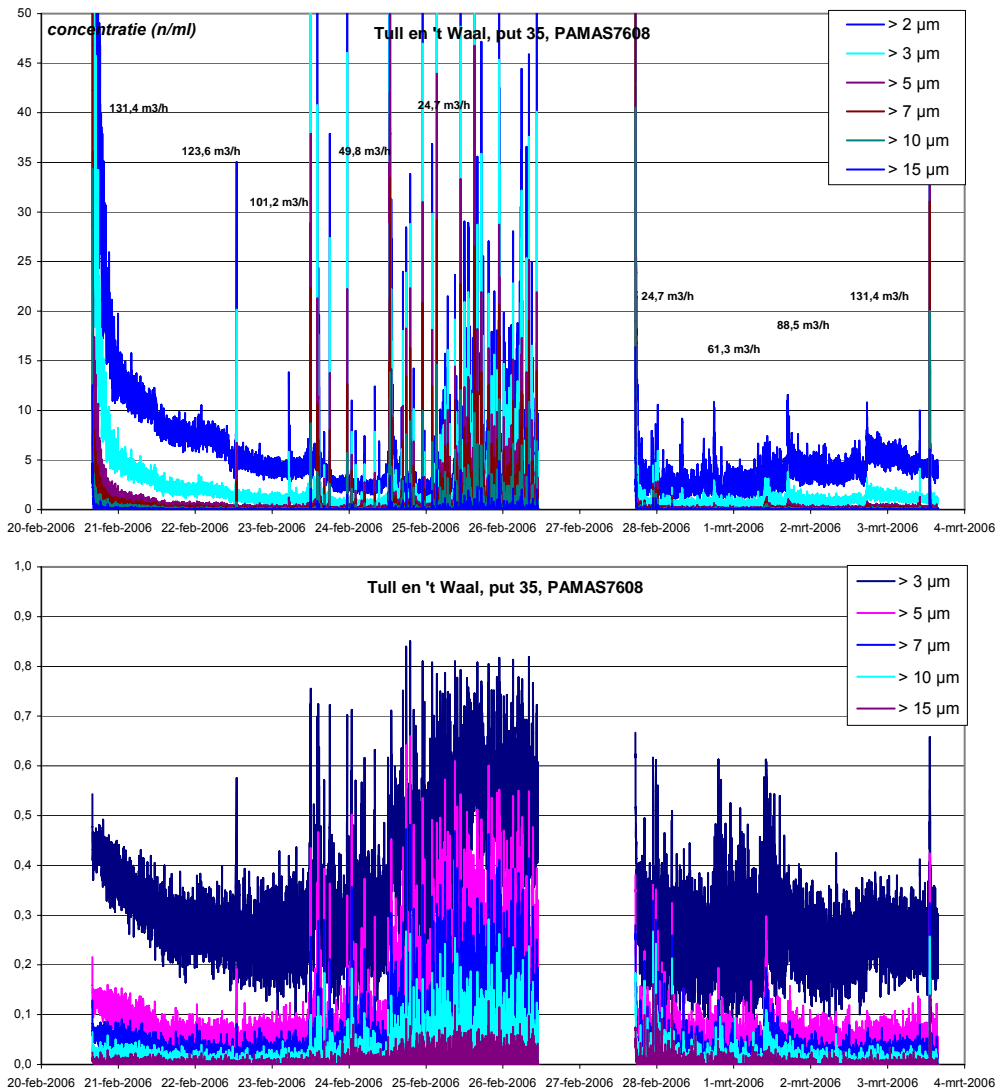 50
concentratie (n/ml)
Tull en 't Waal, put 35, PAMAS7608
> 2 µm
> 3 µm
> 5 µm
> 7 µm
> 10 µm
> 15 µm
45
40
131,4 m3/h
24,7 m3/h
123,6 m3/h
49,8 m3/h
35
101,2 m3/h
30
25
24,7 m3/h
131,4 m3/h
20
88,5 m3/h
61,3 m3/h
15
10
5
0
20-feb-2006 21-feb-2006 22-feb-2006 23-feb-2006 24-feb-2006 25-feb-2006 26-feb-2006 27-feb-2006 28-feb-2006 1-mrt-2006 2-mrt-2006 3-mrt-2006 4-mrt-2006
1,0
Tull en 't Waal, put 35, PAMAS7608
> 3 µm
> 5 µm
> 7 µm
> 10 µm
> 15 µm
0,9
0,8
0,7
0,6
0,5
0,4
0,3
0,2
0,1
0,0
20-feb-2006 21-feb-2006 22-feb-2006 23-feb-2006 24-feb-2006 25-feb-2006 26-feb-2006 27-feb-2006 28-feb-2006 1-mrt-2006 2-mrt-2006 3-mrt-2006 4-mrt-2006